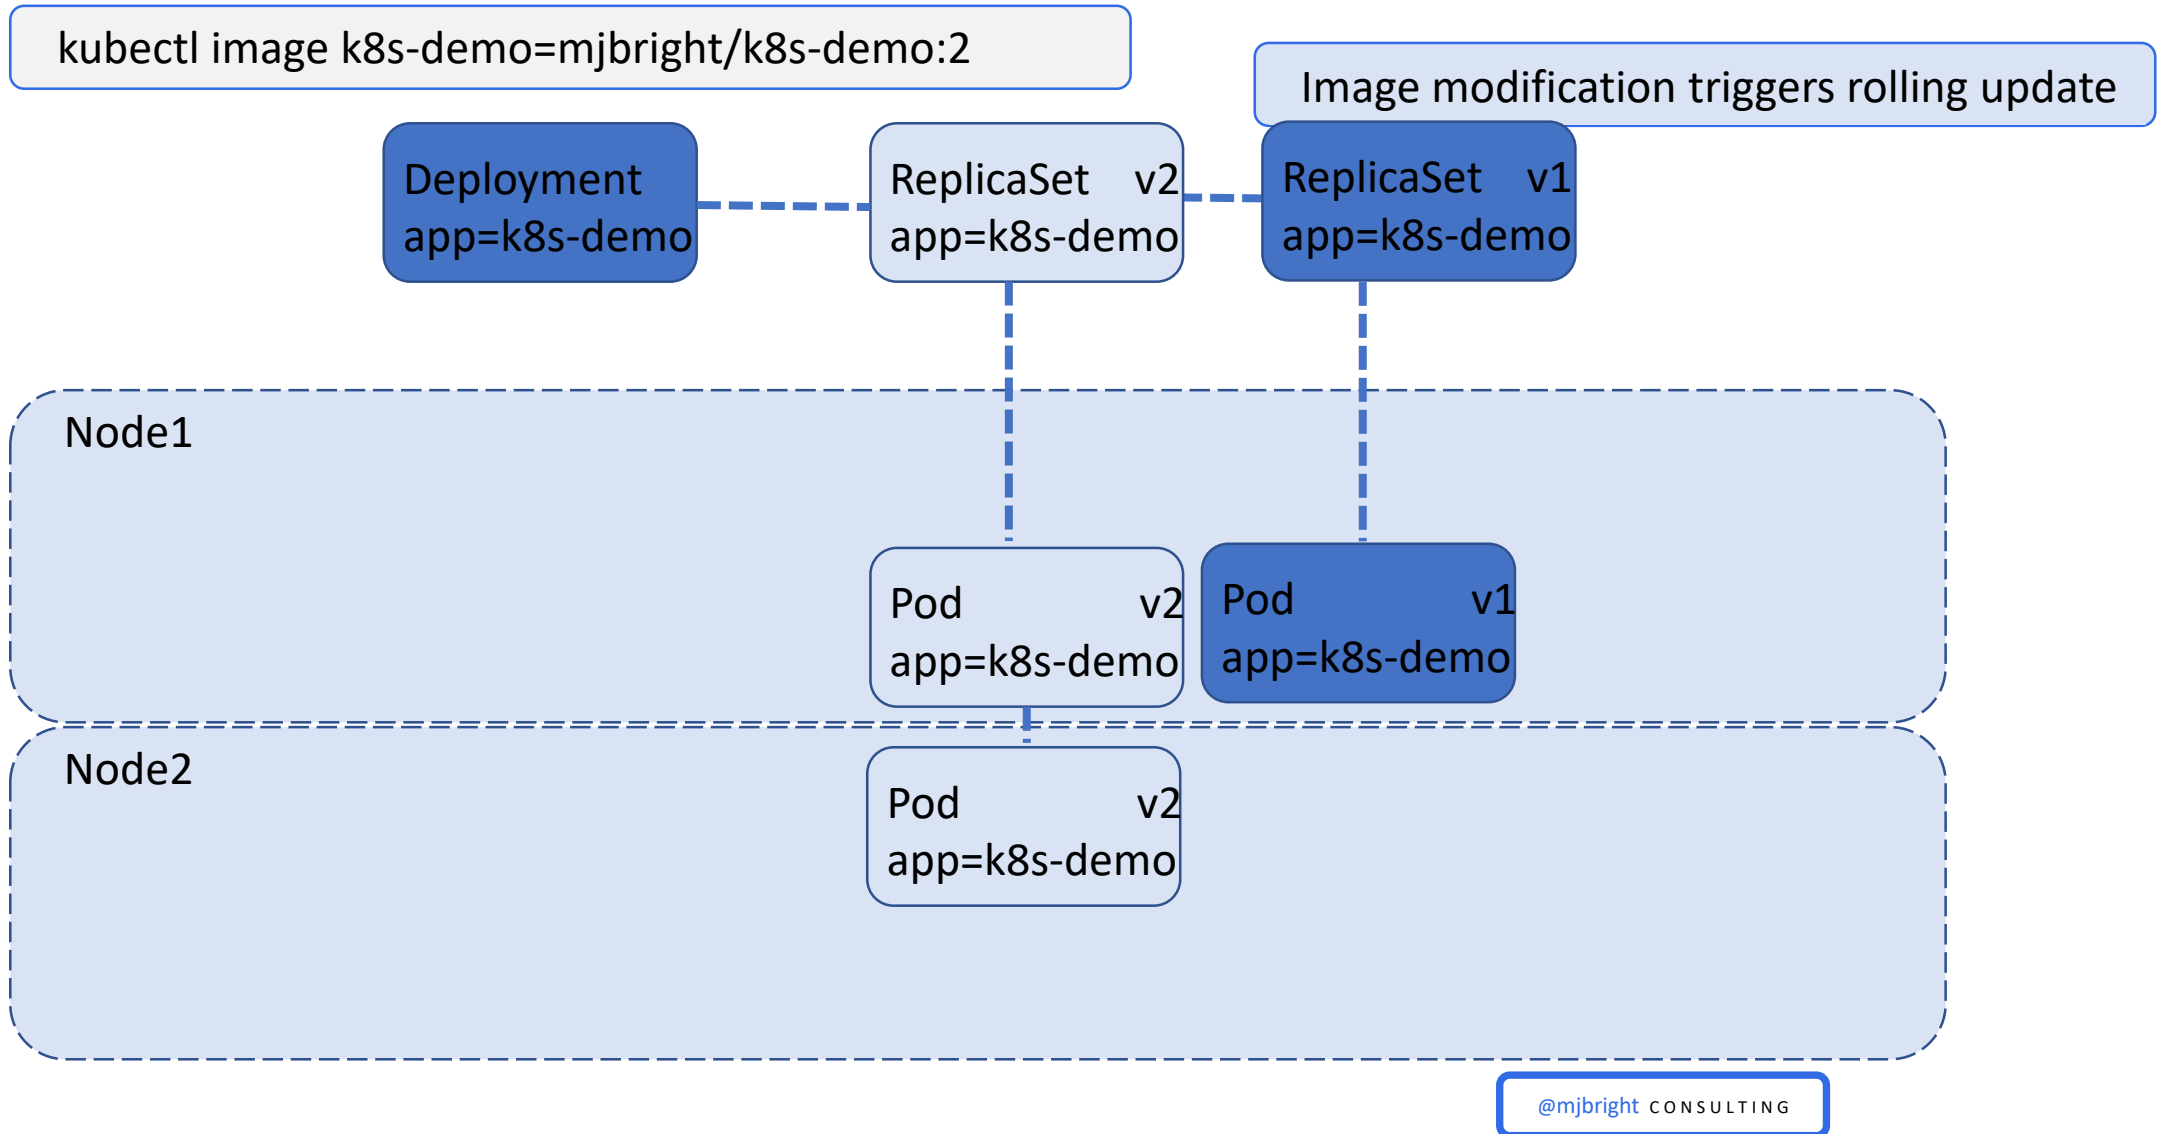 kubectl image k8s-demo=mjbright/k8s-demo:2
Image modification triggers rolling update
Deployment
app=k8s-demo
ReplicaSet v2
app=k8s-demo
ReplicaSet v1
app=k8s-demo
Node1
Pod v2
app=k8s-demo
Pod v1
app=k8s-demo
Node2
Pod v2
app=k8s-demo
@mjbright CONSULTING